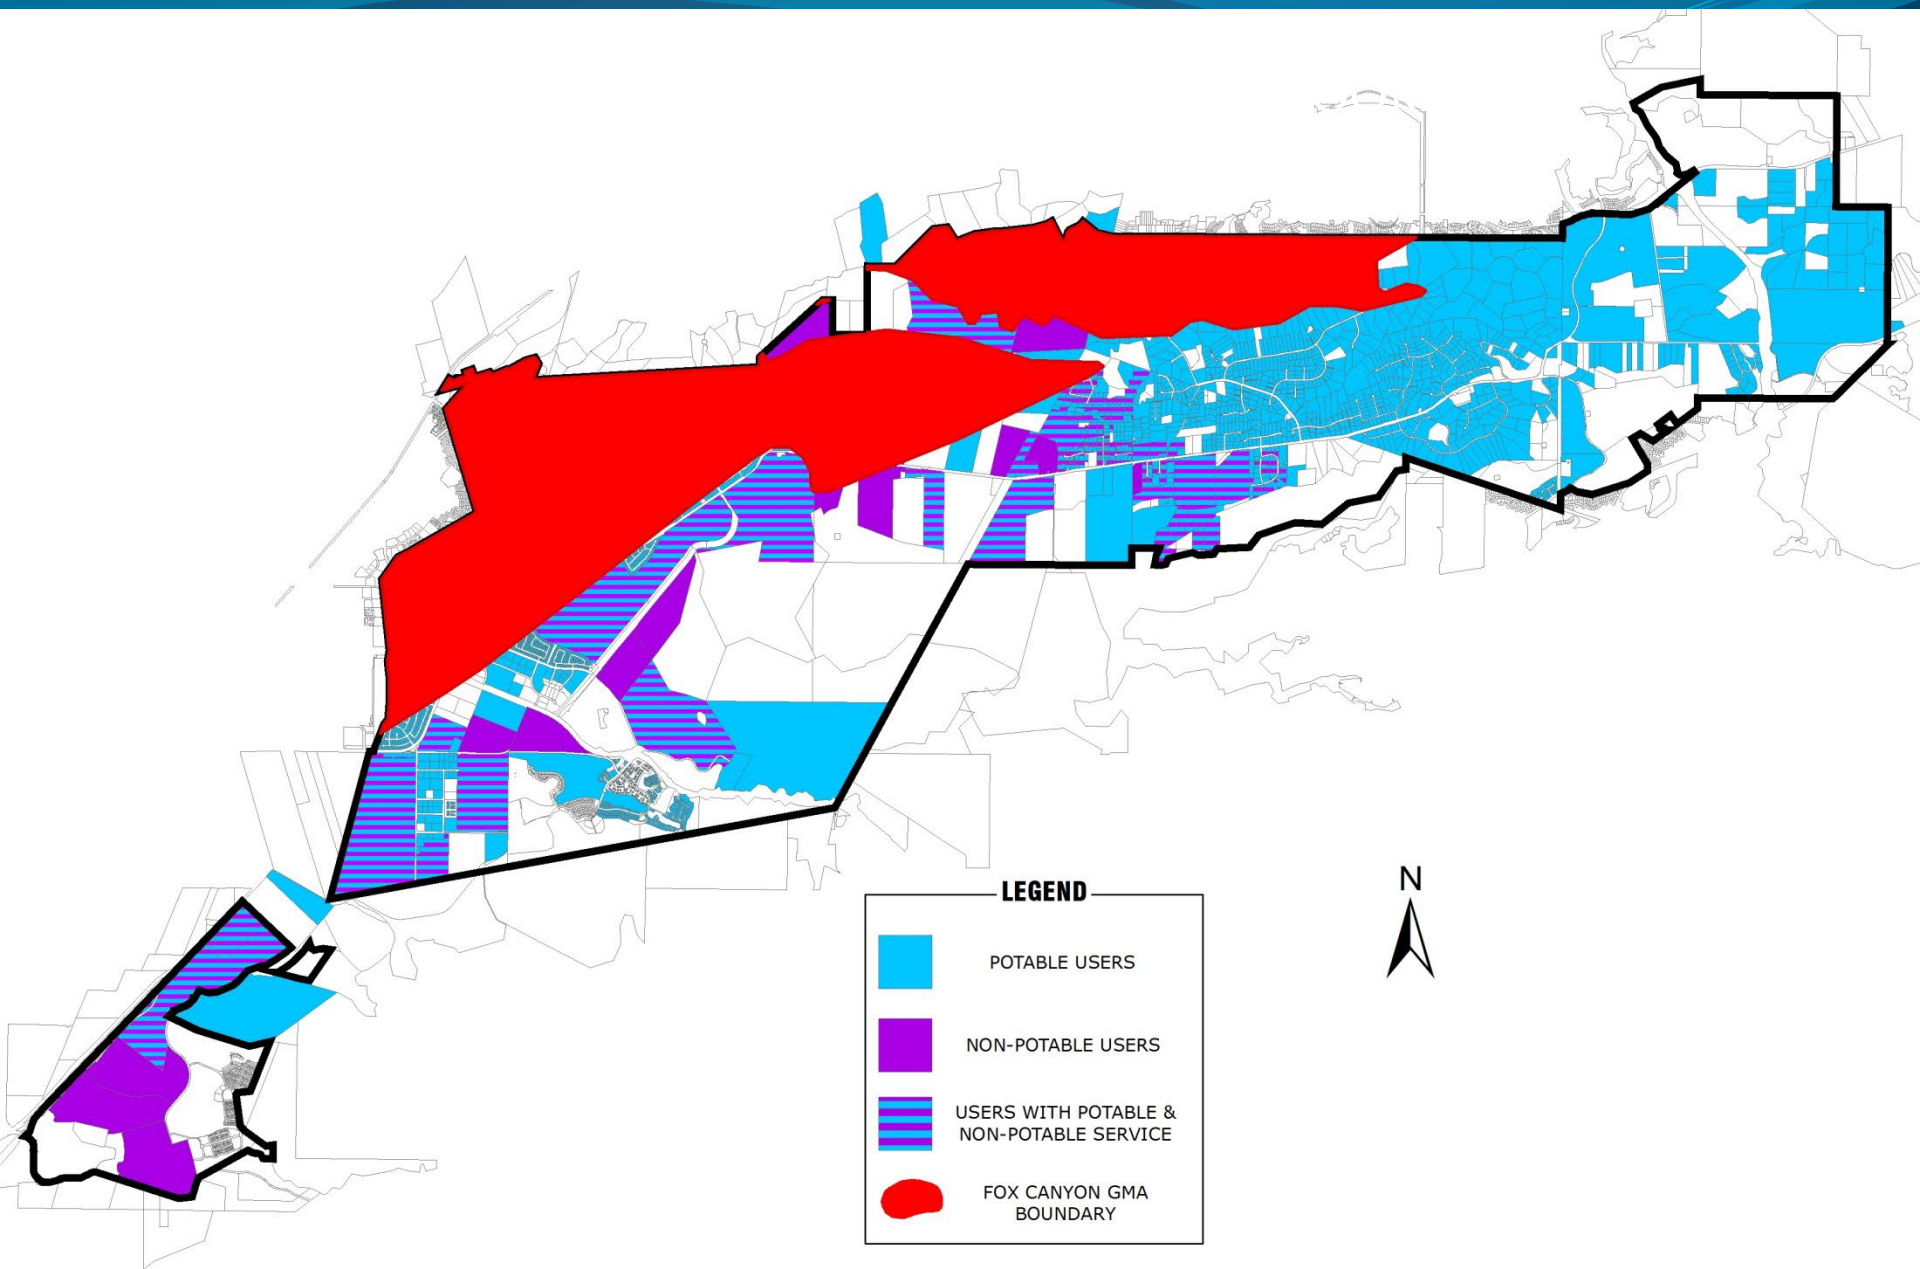 N
LEGEND
POTABLE USERS
NON-POTABLE USERS
USERS WITH POTABLE &
NON-POTABLE SERVICE
FOX CANYON GMA
BOUNDARY